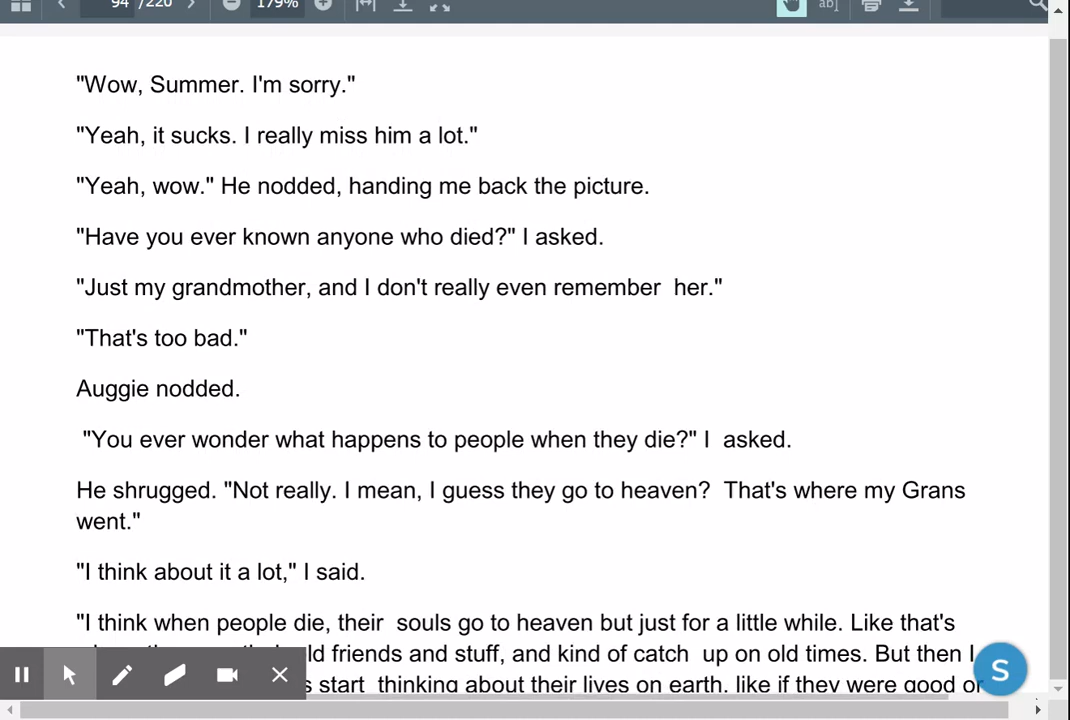 94 /220
179%
ab]
"Wow, Summer. I'm sorry."
"Yeah, it sucks. I really miss him a lot."
"Yeah, wow." He nodded, handing me back the picture.
"Have you ever known anyone who died?" I asked.
"Just my grandmother, and I don't really even remember her."
"That's too bad."
Auggie nodded.
"You ever wonder what happens to people when they die?" I asked.
He shrugged. "Not really. I mean, I guess they go to heaven? That's where my Grans
went."
"I think about it a lot," I said.
"I think when people die, their souls go to heaven but just for a little while. Like that's
friends and stuff, and kind of catch up on old times. But then I
start thinking about their lives on earth, like if they were good or
S